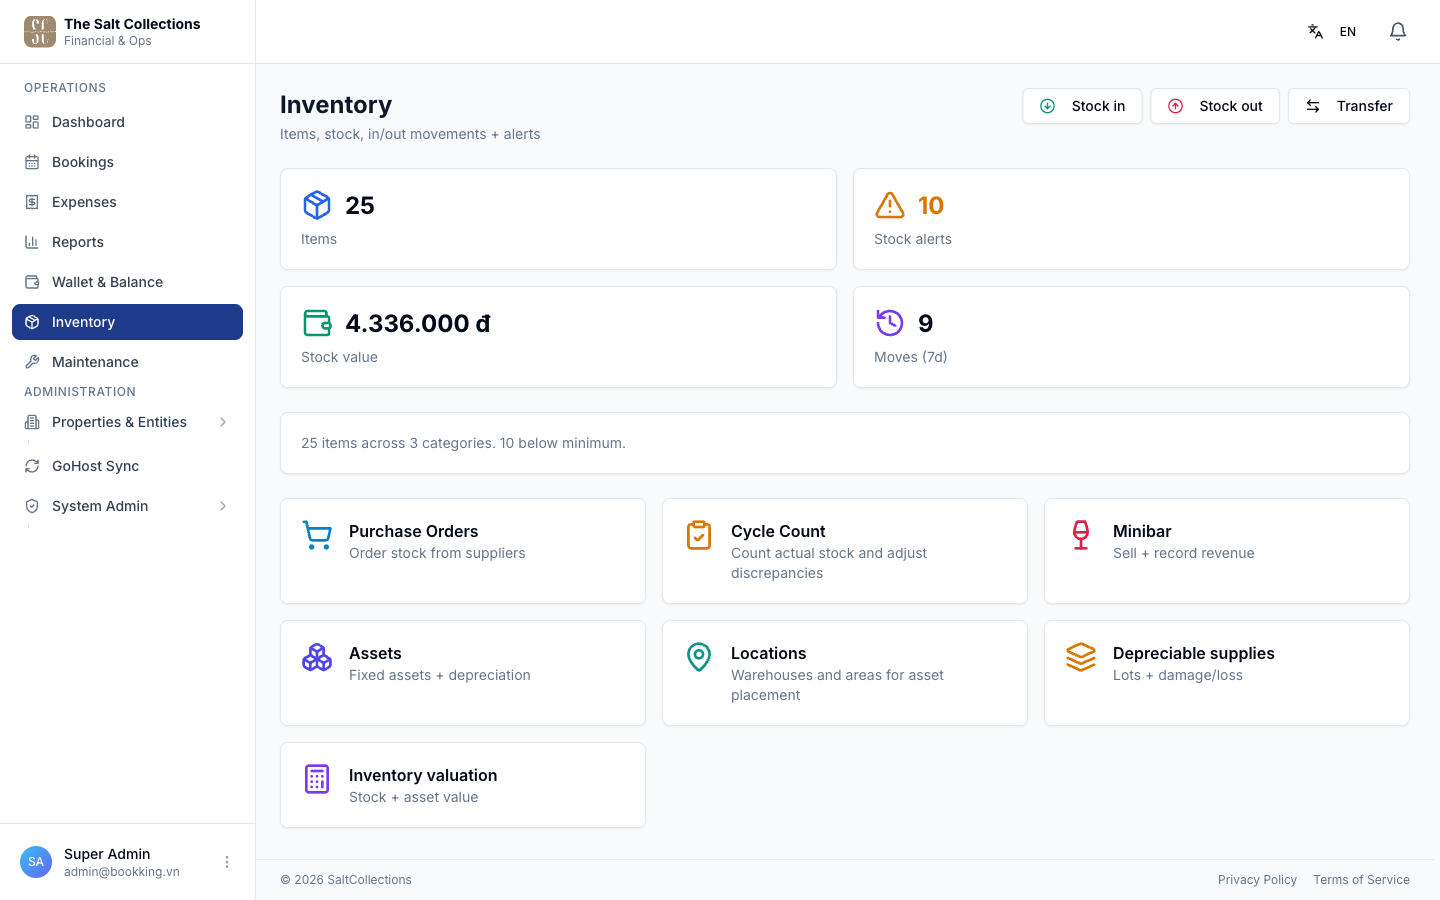 The Salt Collections
Financial & Ops
EN
OPERATIONS
Dashboard
Bookings
Expenses
Reports
Wallet & Balance
Inventory
Maintenance
ADMINISTRATION
Properties & Entities
GoHost Sync
System Admin
SA
Super Admin
admin@bookking.vn
Inventory
Items, stock, in/out movements + alerts
Stock in
Stock out
Transfer
25
Items
10
Stock alerts
4.336.000 đ
Stock value
9
Moves (7d)
25 items across 3 categories. 10 below minimum.
Purchase Orders
Order stock from suppliers
Cycle Count
Count actual stock and adjust
discrepancies
Minibar
Sell + record revenue
Assets
Fixed assets + depreciation
Locations
Warehouses and areas for asset
placement
Depreciable supplies
Lots + damage/loss
Inventory valuation
Stock + asset value
© 2026 SaltCollections
Privacy Policy
Terms of Service